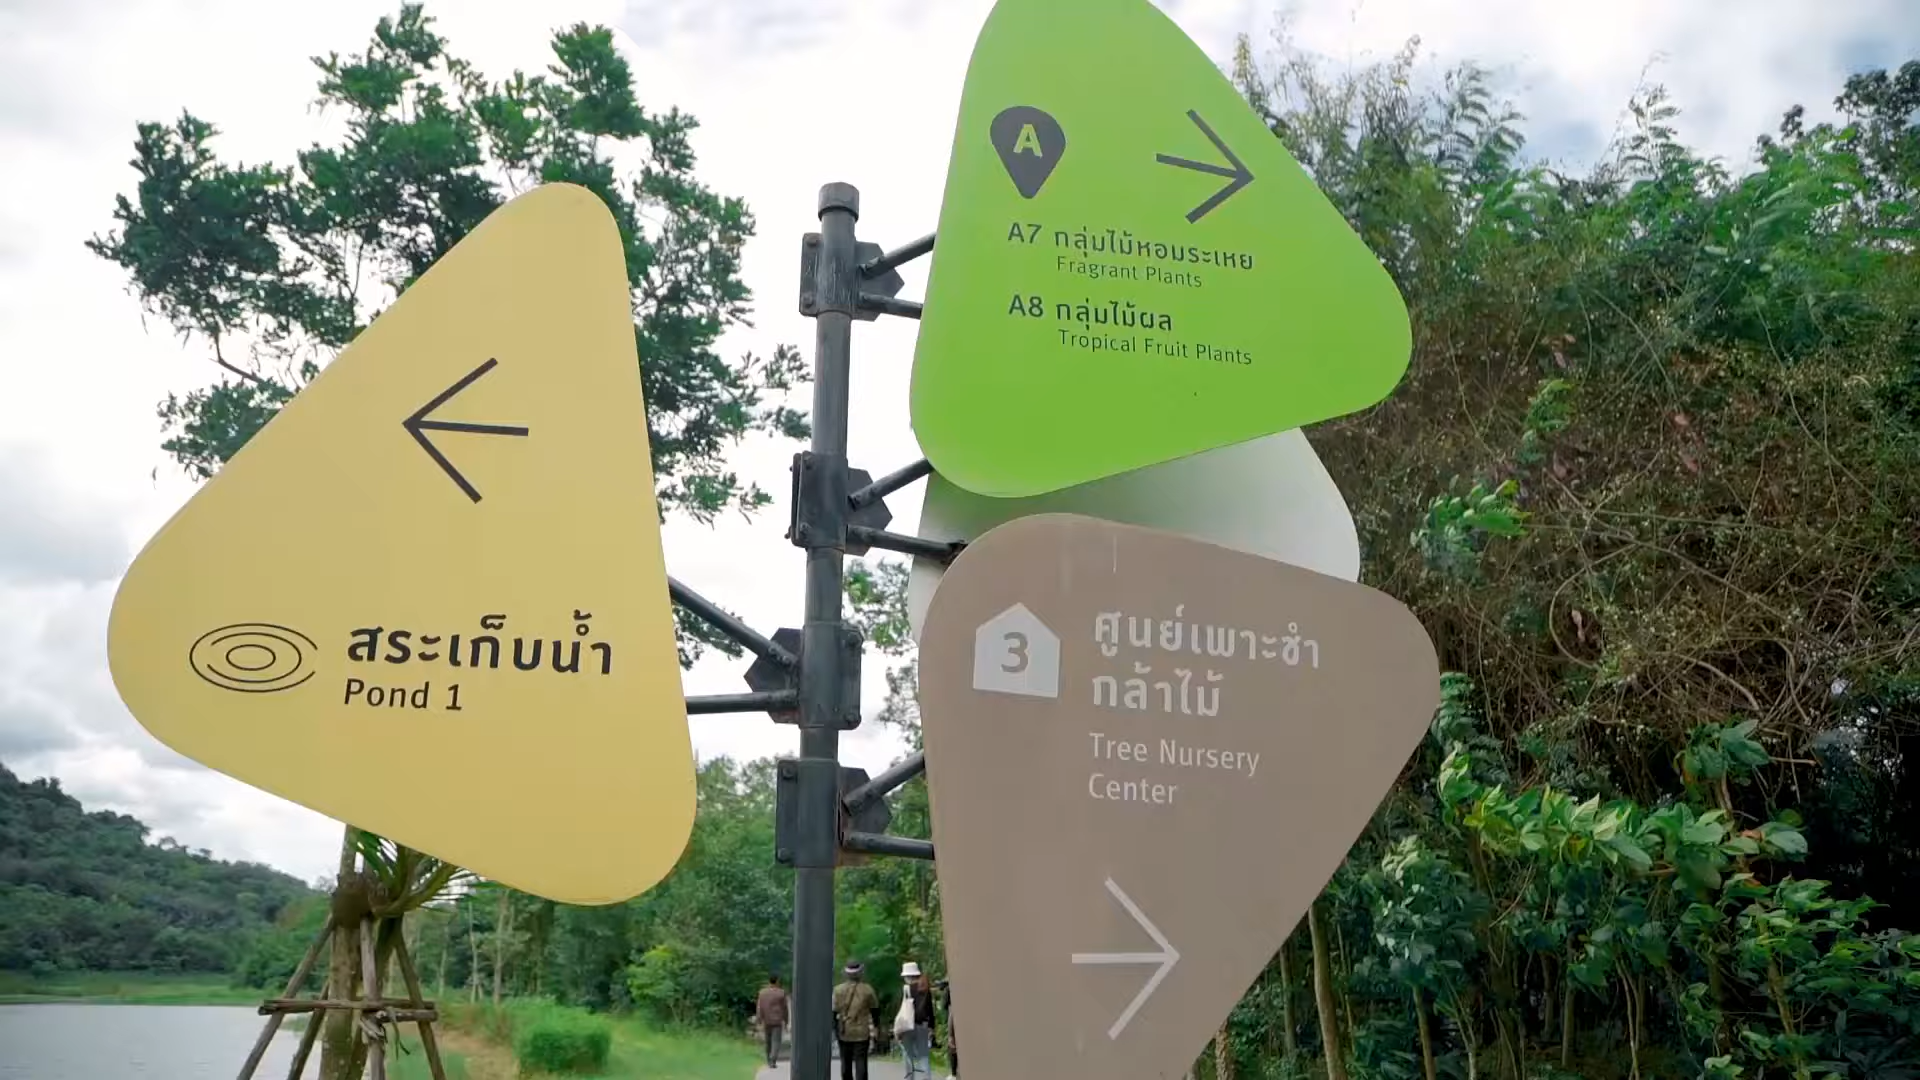 A
A7 กลุ่มไม้หอมระเหย
Fragrant Plants
A8 กลุ่มไม้ผล
Tropical Fruit Plants
สระเก็บน้ำ
Pond 1
3
ศูนย์เพาะชำ
กล้าไม้
Tree Nursery
Center